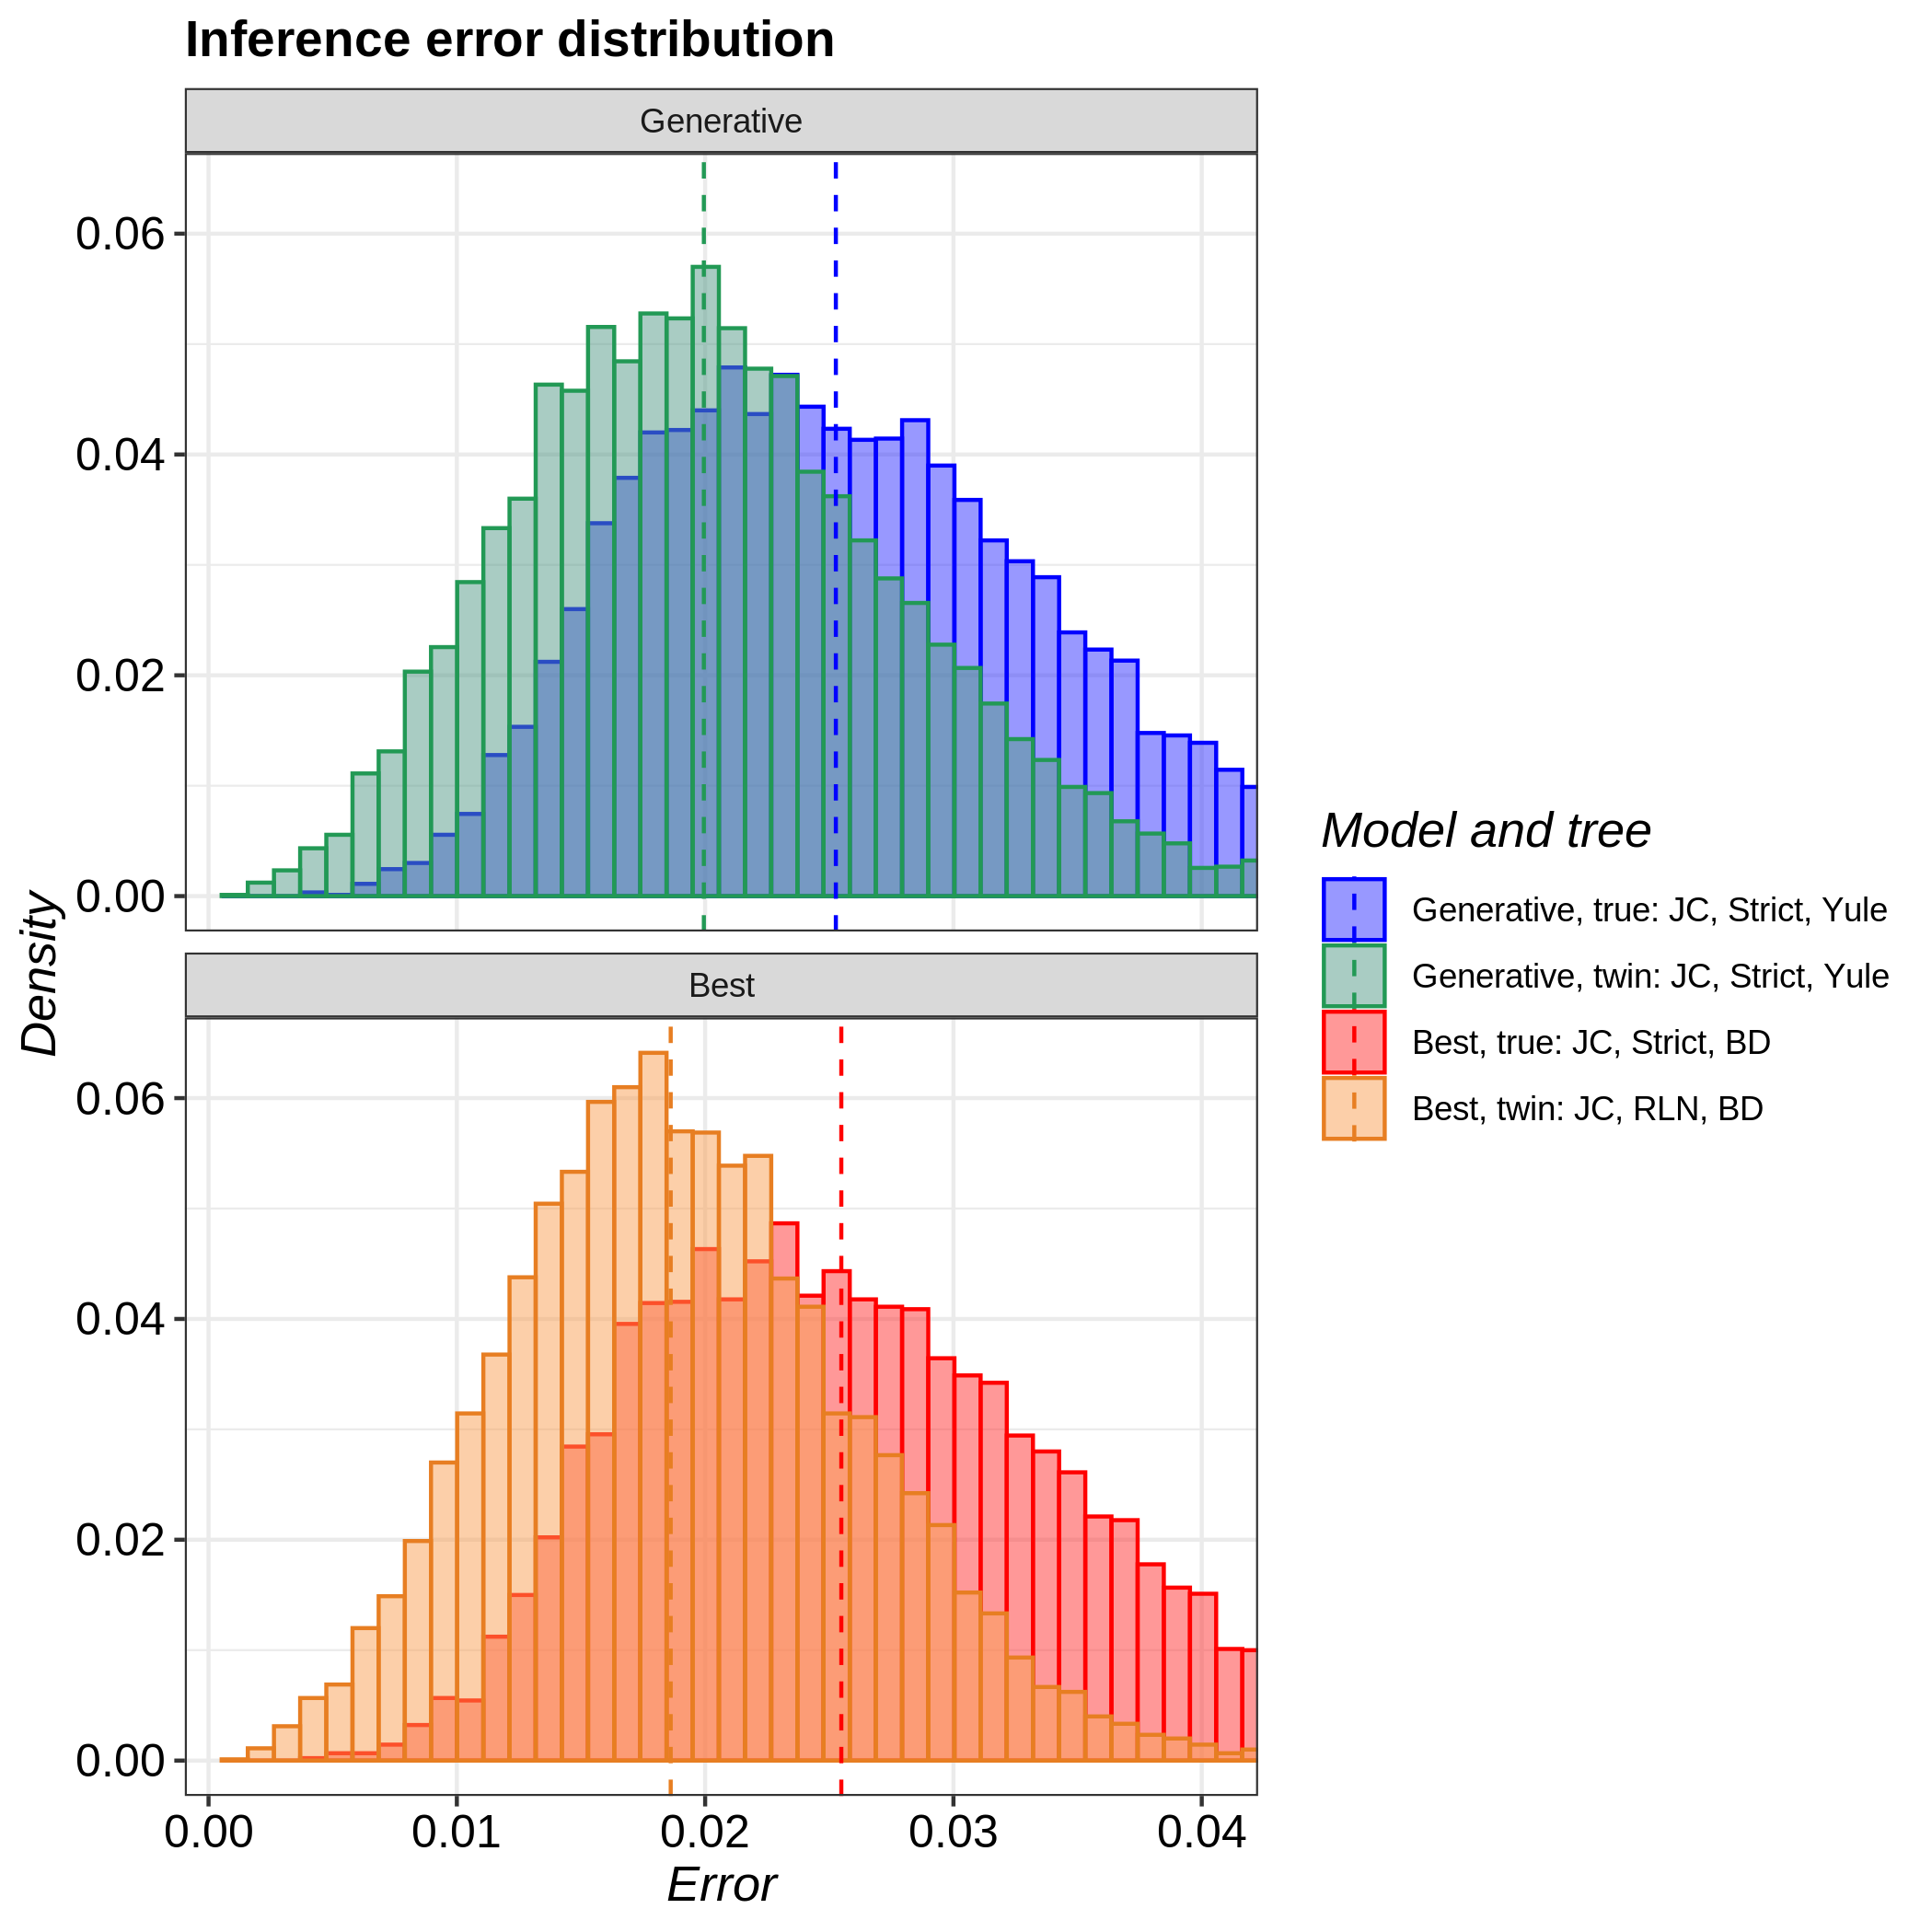 Inference error distribution
Generative
0.06
0.04
0.02
0.00
Best
0.06
0.04
0.02
0.00
0.00 0.01 0.02 0.03 0.04
Error
Density
Model and tree
Generative, true: JC, Strict, Yule
Generative, twin: JC, Strict, Yule
Best, true: JC, Strict, BD
Best, twin: JC, RLN, BD